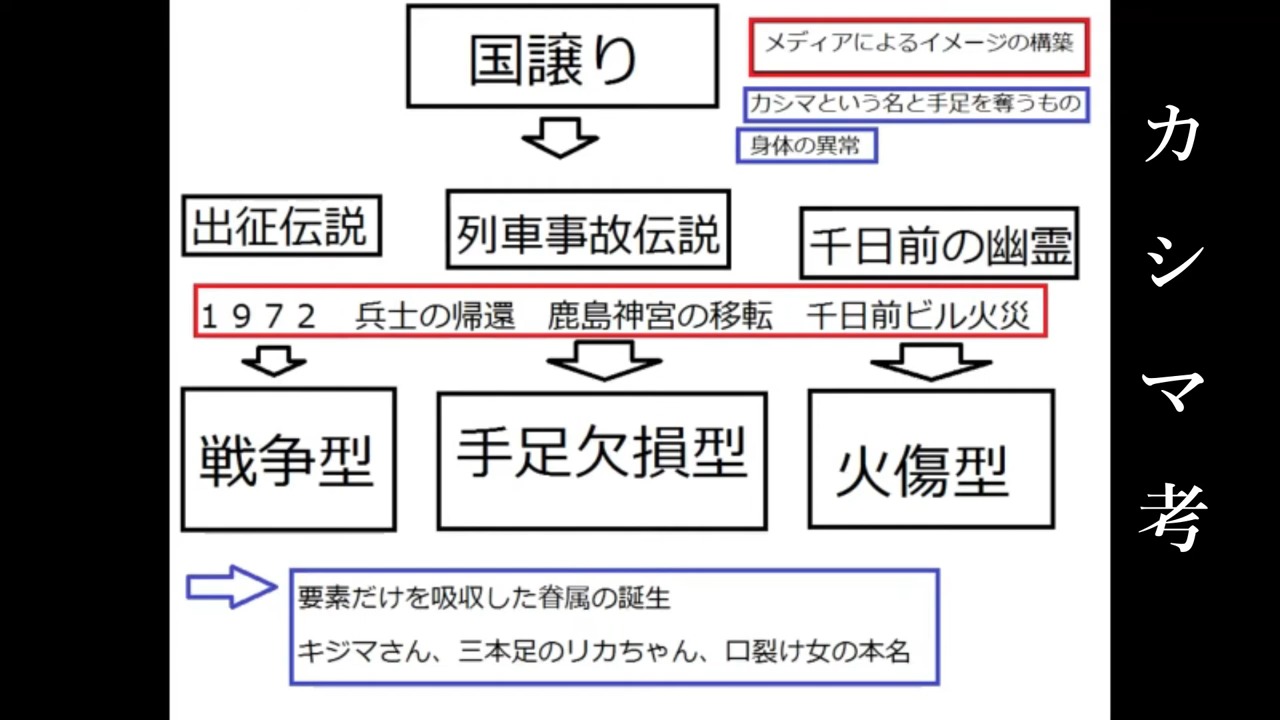 国譲り
メディアによるイメージの構築
カシマという名と手足を奪うもの
身体の異常
出征伝説
列車事故伝説
千日前の幽霊
1972 兵士の帰還 鹿島神宮の移転 千日前ビル火災
戦争型
手足欠損型
火傷型
要素だけを吸収した眷属の誕生
キジマさん、三本足のリカちゃん、口裂け女の本名
カシマ考